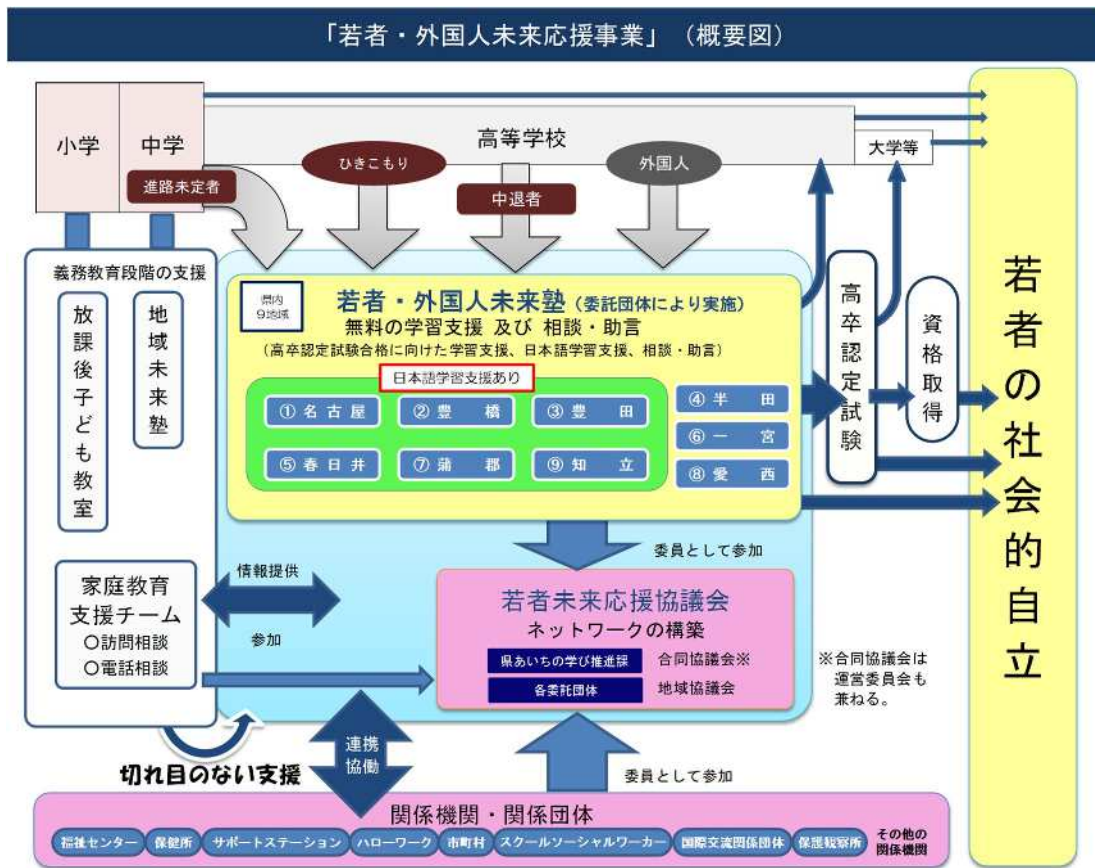 「若者・外国人未来応援事業」（概要図）
小学
中学
高等学校
大学等
進路未定者
ひきこもり
中退者
外国人
義務教育段階の支援
放課後子ども教室
地域未来塾
県内
9地域
若者・外国人未来塾（委託団体により実施）
無料の学習支援 及び 相談・助言
（高卒認定試験合格に向けた学習支援、日本語学習支援、相談・助言）
日本語学習支援あり
①名古屋
②豊橋
③豊田
④半田
⑤春日井
⑥一宮
⑦蒲郡
⑧愛西
⑨知立
高卒認定試験
資格取得
若者の社会的自立
委員として参加
家庭教育
支援チーム
○訪問相談
○電話相談
情報提供
参加
若者未来応援協議会
ネットワークの構築
県あいちの学び推進課 合同協議会※
各委託団体 地域協議会
※合同協議会は
運営委員会も
兼ねる。
切れ目のない支援
連携
協働
委員として参加
関係機関・関係団体
福祉センター
保健所
サポートステーション
ハローワーク
市町村
スクールソーシャルワーカー
国際交流関係団体
保護観察所
その他の
関係機関